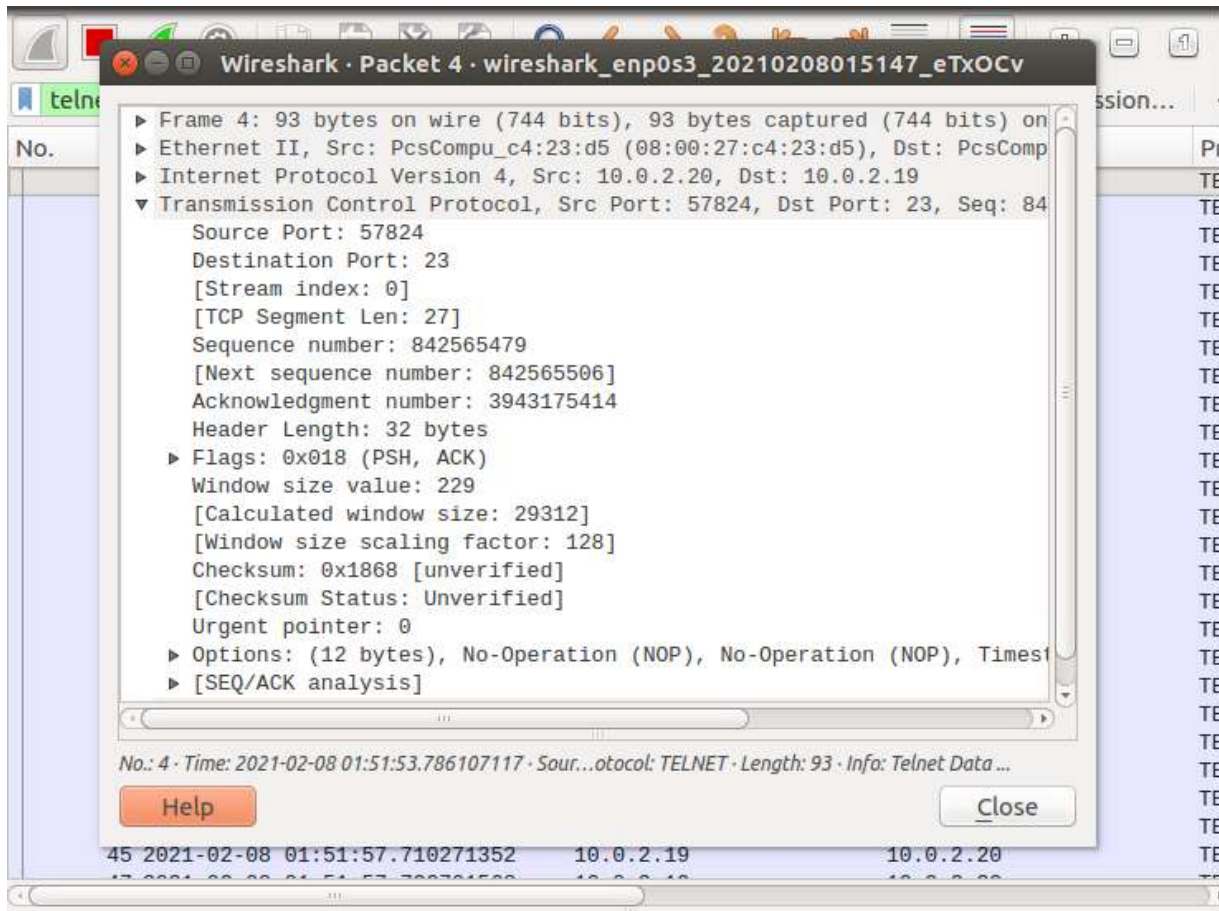 Wireshark · Packet 4 · wireshark_enp0s3_20210208015147_eTxOCv
telne
ssion...
No.
Frame 4: 93 bytes on wire (744 bits), 93 bytes captured (744 bits) on
Ethernet II, Src: PcsCompu_c4:23:d5 (08:00:27:c4:23:d5), Dst: PcsComp
Internet Protocol Version 4, Src: 10.0.2.20, Dst: 10.0.2.19
Transmission Control Protocol, Src Port: 57824, Dst Port: 23, Seq: 84
Source Port: 57824
Destination Port: 23
[Stream index: 0]
[TCP Segment Len: 27]
Sequence number: 842565479
[Next sequence number: 842565506]
Acknowledgment number: 3943175414
Header Length: 32 bytes
Flags: 0x018 (PSH, ACK)
Window size value: 229
[Calculated window size: 29312]
[Window size scaling factor: 128]
Checksum: 0x1868 [unverified]
[Checksum Status: Unverified]
Urgent pointer: 0
Options: (12 bytes), No-Operation (NOP), No-Operation (NOP), Timest
[SEQ/ACK analysis]
No.: 4 · Time: 2021-02-08 01:51:53.786107117 · Sour...otocol: TELNET · Length: 93 · Info: Telnet Data ...
Help
Close
45 2021-02-08 01:51:57.710271352 10.0.2.19 10.0.2.20 TE